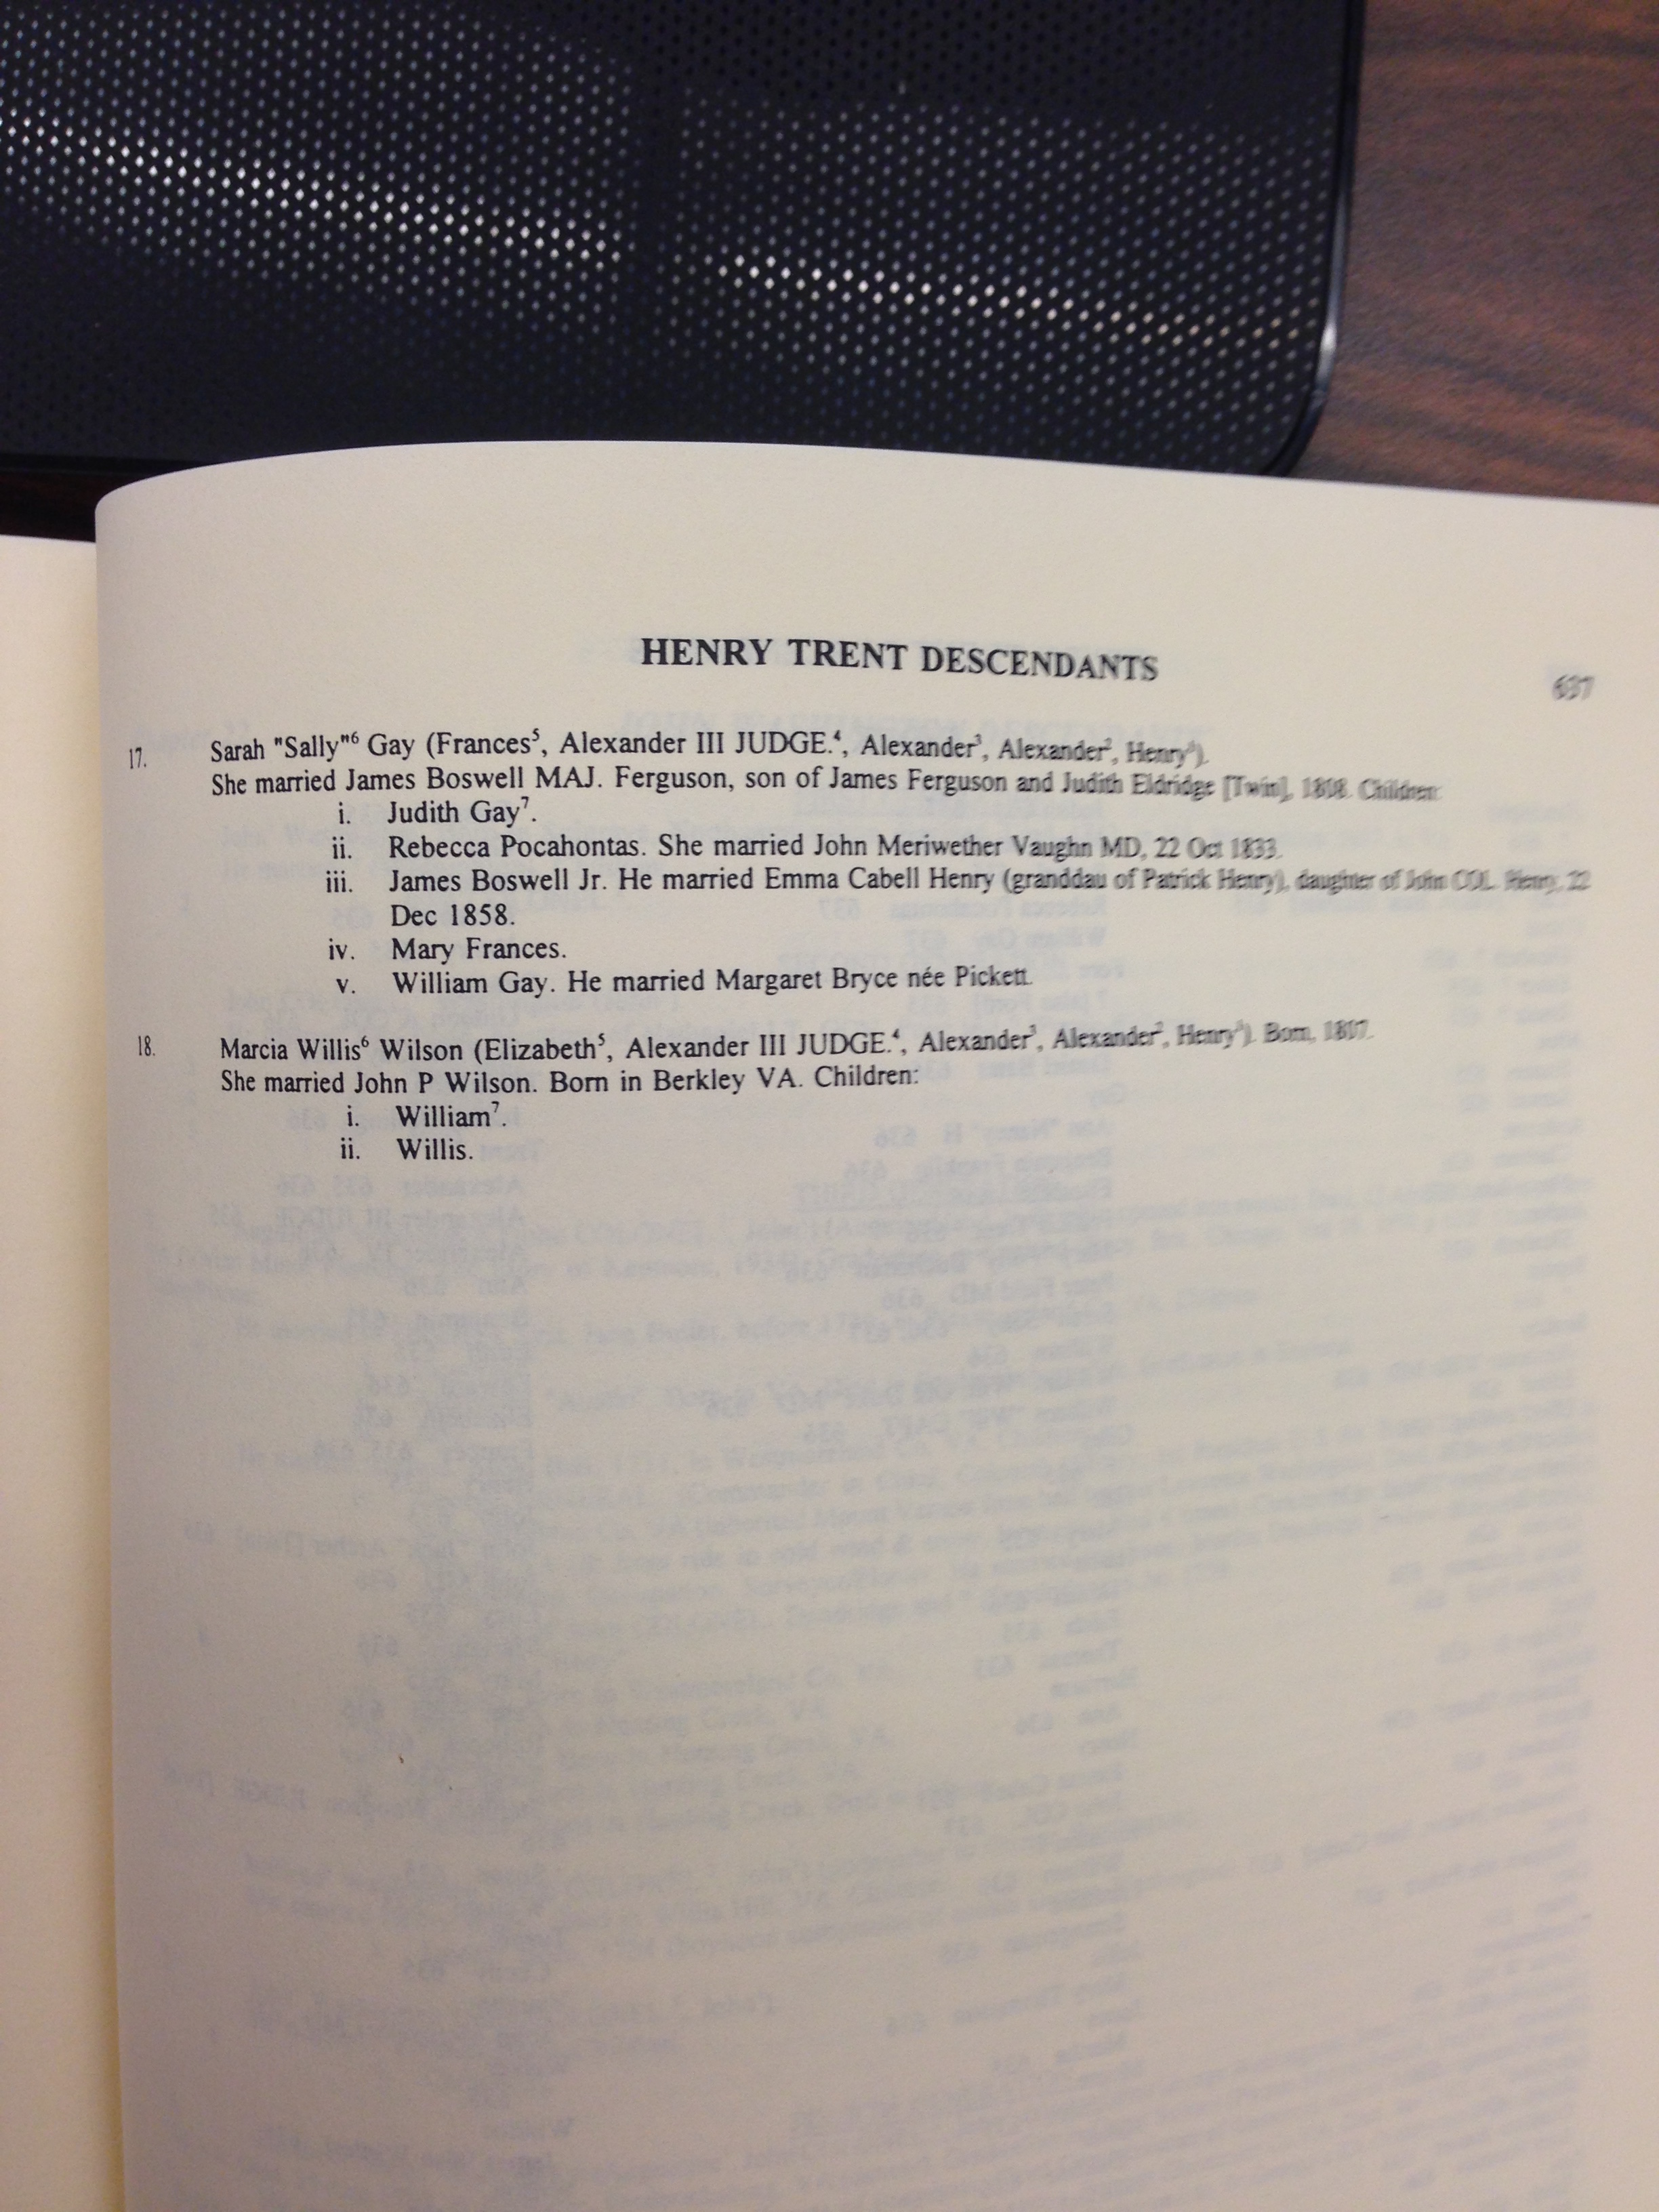 HENRY TRENT DESCENDANTS
637
17. Sarah "Sally"⁶ Gay (Frances⁵, Alexander III JUDGE.⁴, Alexander³, Alexander², Henry¹).
She married James Boswell MAJ. Ferguson, son of James Ferguson and Judith Eldridge [Twin], 1808. Children:
i. Judith Gay⁷.
ii. Rebecca Pocahontas. She married John Meriwether Vaughn MD, 22 Oct 1833.
iii. James Boswell Jr. He married Emma Cabell Henry (granddau of Patrick Henry), daughter of John COL. Henry, 22
Dec 1858.
iv. Mary Frances.
v. William Gay. He married Margaret Bryce née Pickett.
18. Marcia Willis⁶ Wilson (Elizabeth⁵, Alexander III JUDGE.⁴, Alexander³, Alexander², Henry¹). Born, 1807.
She married John P Wilson. Born in Berkley VA. Children:
i. William⁷.
ii. Willis.